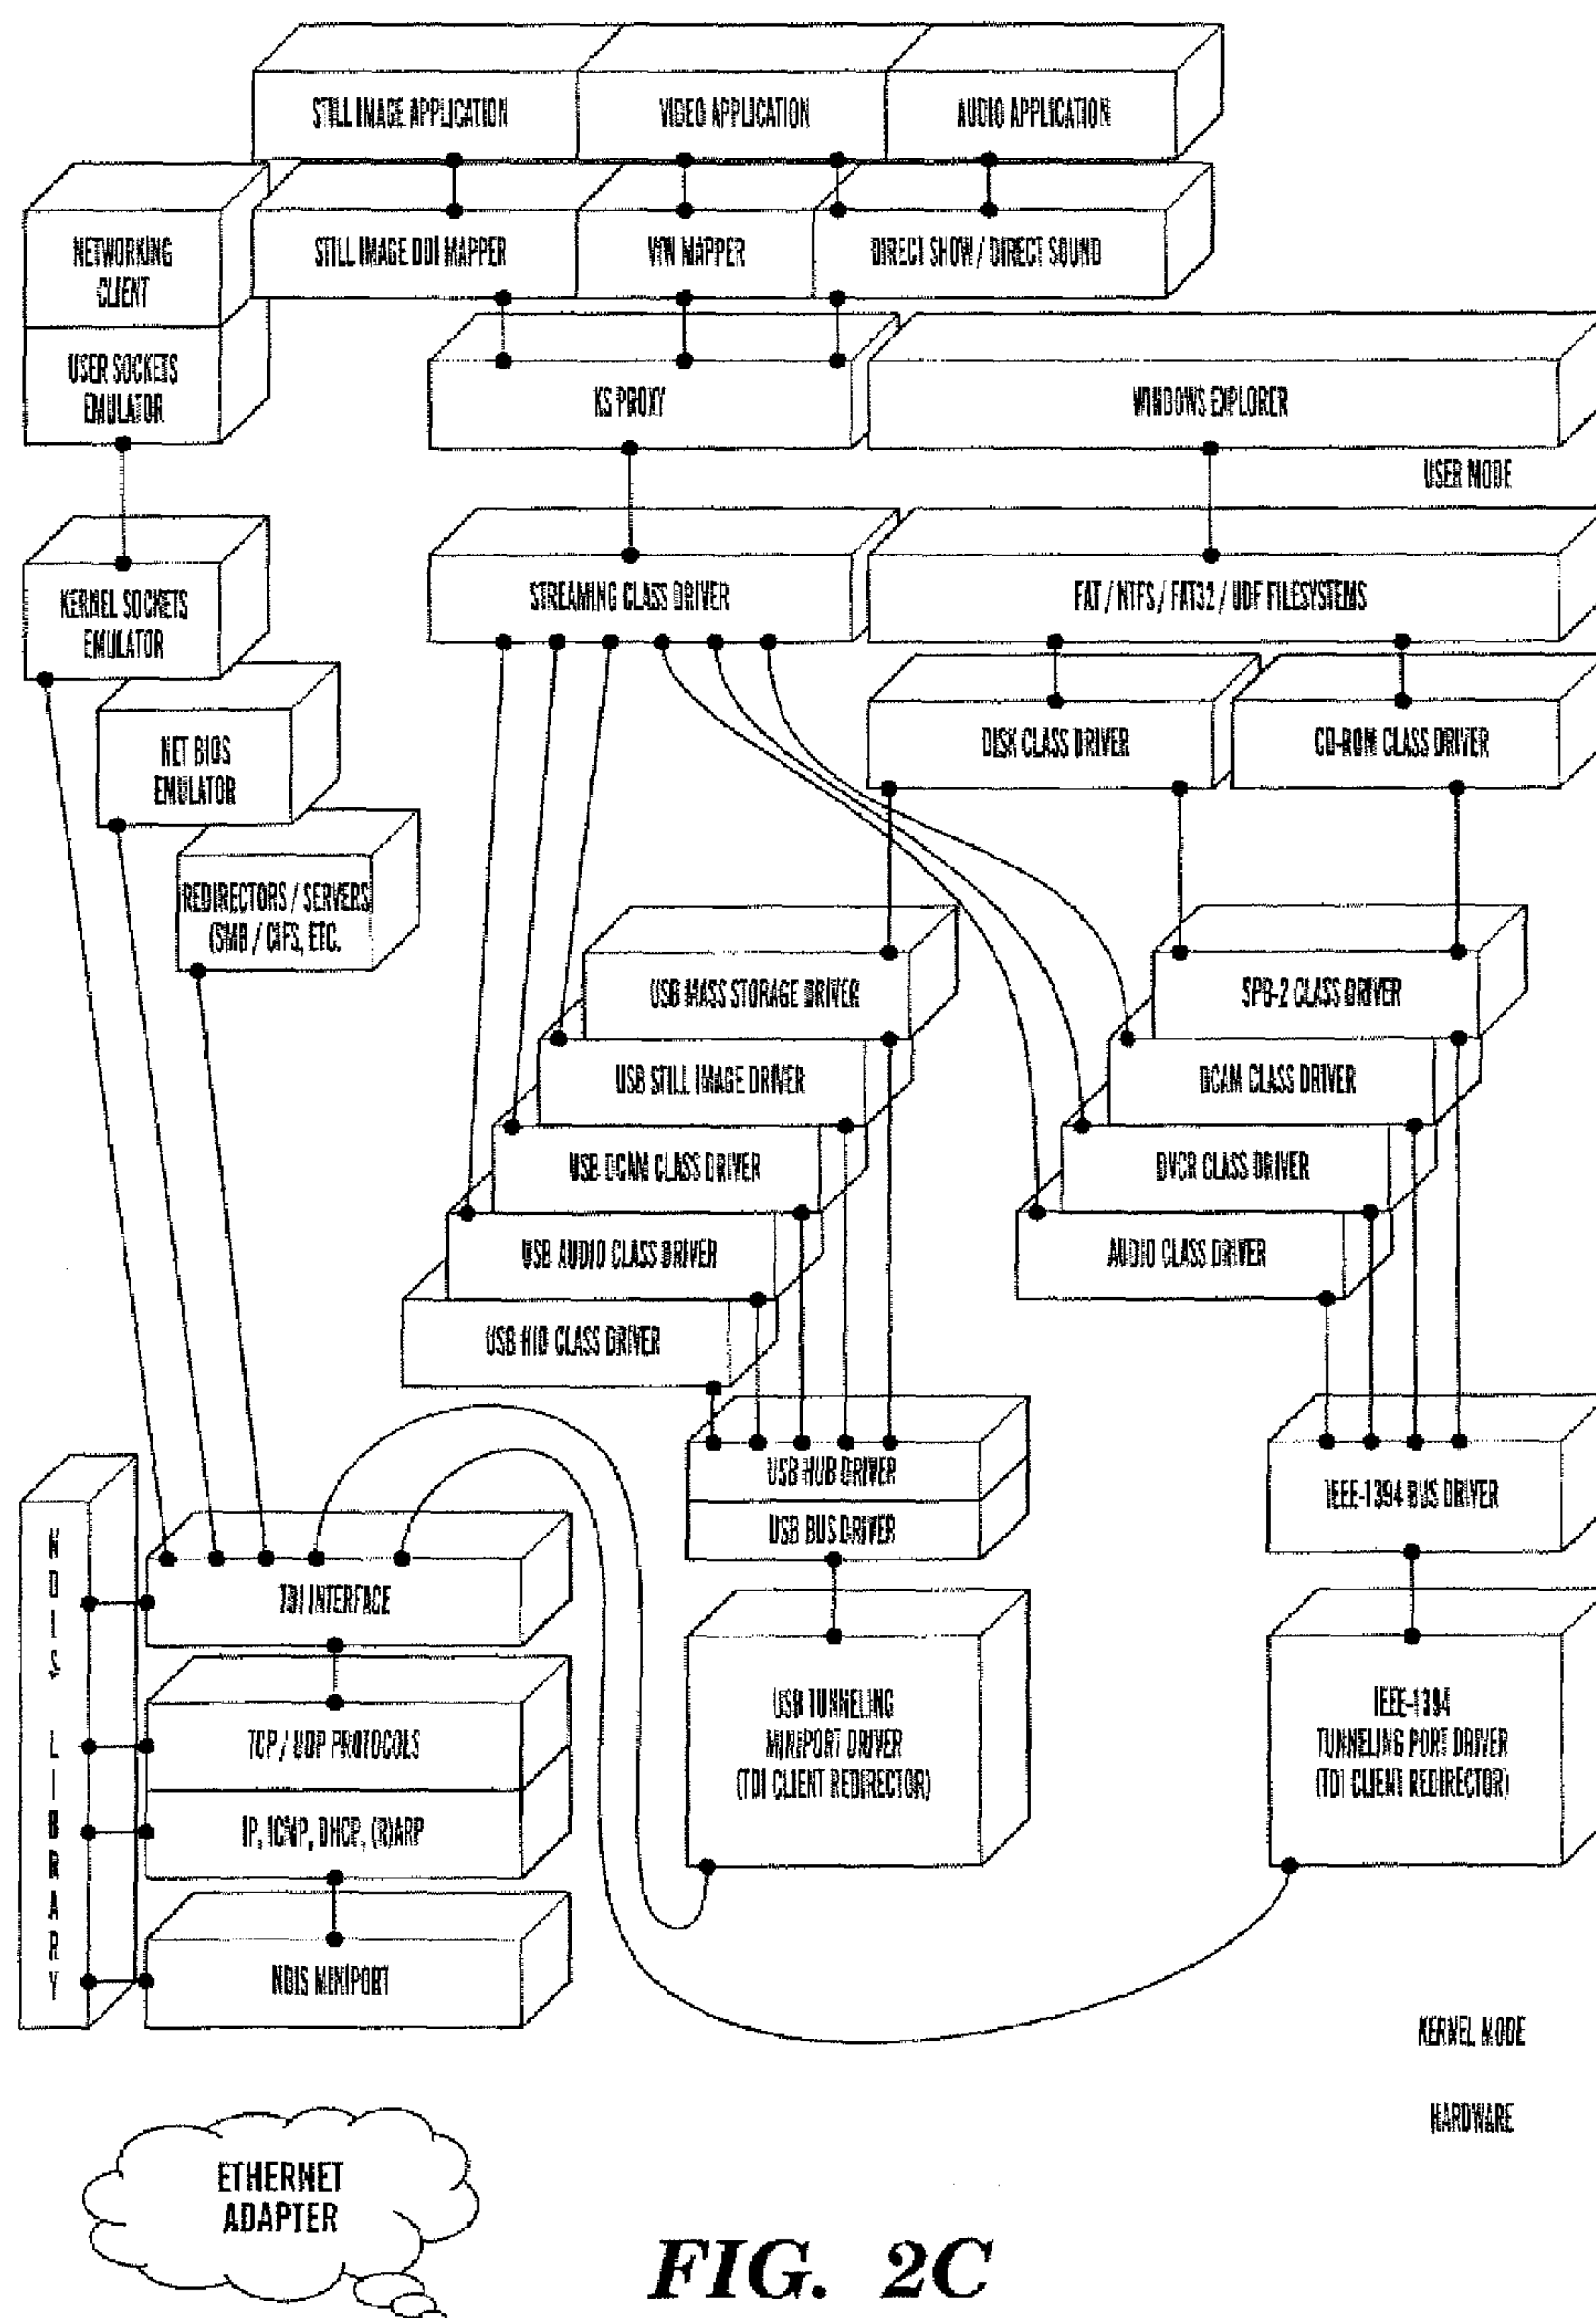 STILL IMAGE APPLICATION
VIDEO APPLICATION
AUDIO APPLICATION
NETWORKING
CLIENT
STILL IMAGE DDI MAPPER
VFW MAPPER
DIRECT SHOW / DIRECT SOUND
USER SOCKETS
EMULATOR
KS PROXY
WINDOWS EXPLORER
USER MODE
KERNEL SOCKETS
EMULATOR
STREAMING CLASS DRIVER
FAT / NTFS / FAT32 / UDF FILESYSTEMS
NET BIOS
EMULATOR
DISK CLASS DRIVER
CD-ROM CLASS DRIVER
REDIRECTORS / SERVERS
(SMB / CIFS, ETC.
USB MASS STORAGE DRIVER
SPB-2 CLASS DRIVER
USB STILL IMAGE DRIVER
DCAM CLASS DRIVER
USB DCAM CLASS DRIVER
DVCR CLASS DRIVER
USB AUDIO CLASS DRIVER
AUDIO CLASS DRIVER
USB HID CLASS DRIVER
USB HUB DRIVER
USB BUS DRIVER
IEEE-1394 BUS DRIVER
NDIS LIBRARY
TDI INTERFACE
TCP / UDP PROTOCOLS
IP, ICMP, DHCP, (R)ARP
NDIS MINIPORT
USB TUNNELING
MINIPORT DRIVER
(TDI CLIENT REDIRECTOR)
IEEE-1394
TUNNELING PORT DRIVER
(TDI CLIENT REDIRECTOR)
KERNEL MODE
HARDWARE
ETHERNET
ADAPTER
FIG. 2C